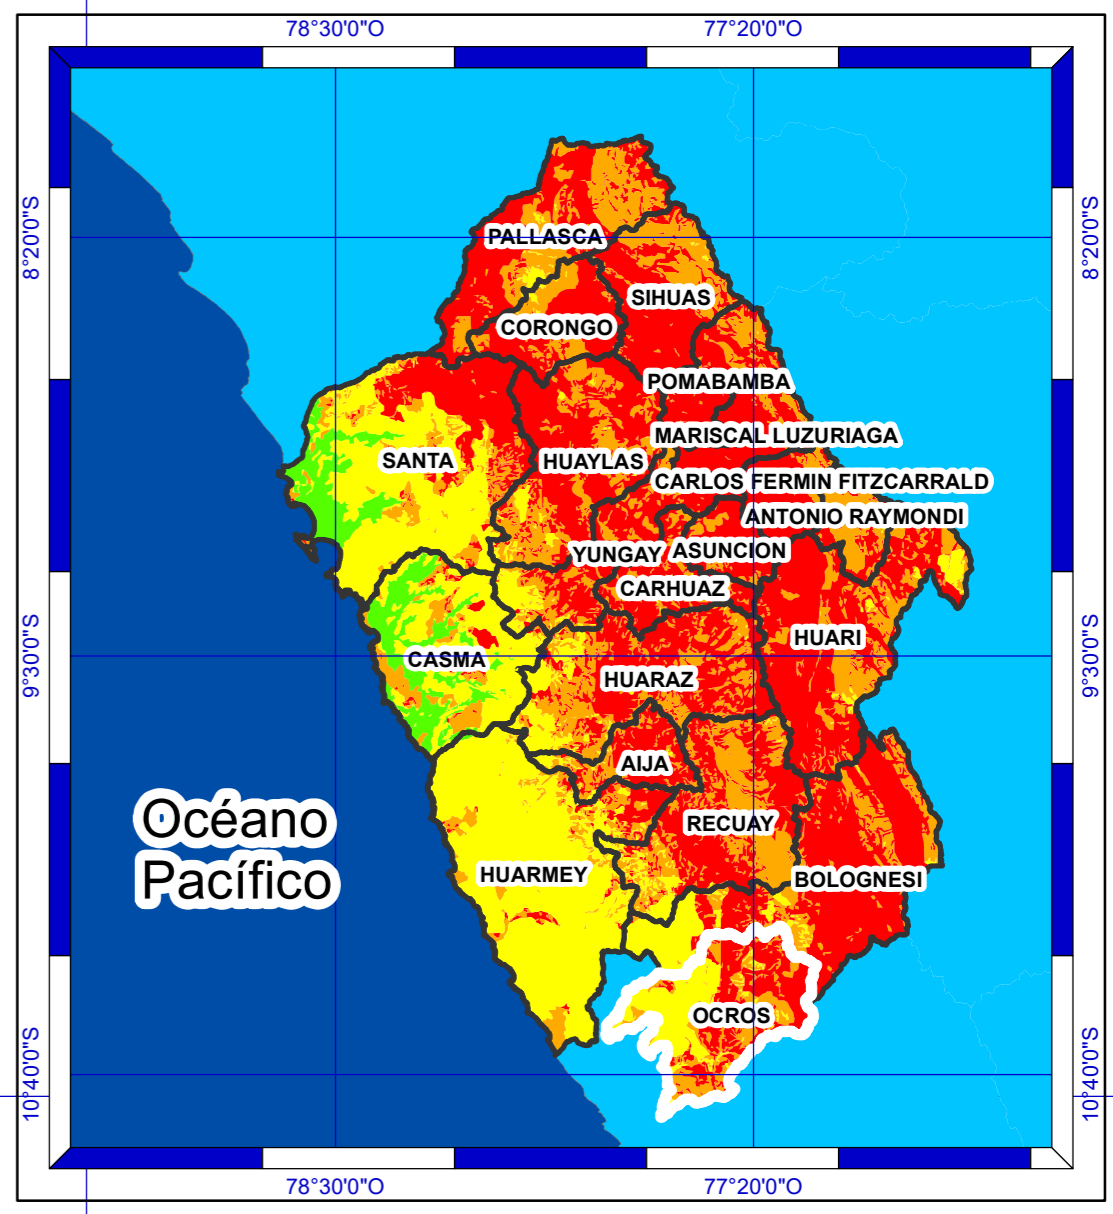 78°30'0"O 77°20'0"O
8°20'0"S 8°20'0"S
PALLASCA
SIHUAS
CORONGO
POMABAMBA
MARISCAL LUZURIAGA
SANTA HUAYLAS
CARLOS FERMIN FITZCARRALD
ANTONIO RAYMONDI
YUNGAY ASUNCION
CARHUAZ
HUARI
CASMA
9°30'0"S 9°30'0"S
HUARAZ
AIJA
Océano
RECUAY
Pacífico
HUARMEY BOLOGNESI
OCROS
10°40'0"S 10°40'0"S
78°30'0"O 77°20'0"O